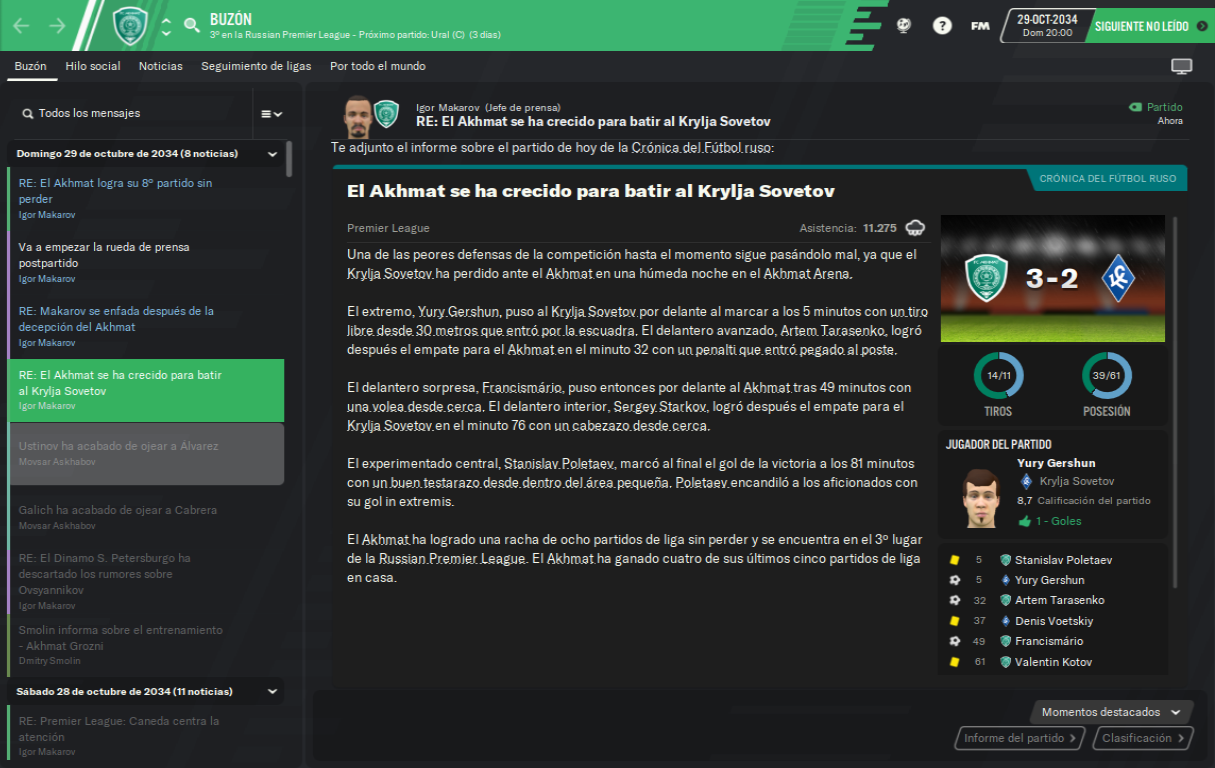 BUZÓN
3º en la Russian Premier League - Próximo partido: Ural (C) (3 días)
FM
29-OCT-2034
Dom 20:00
SIGUIENTE NO LEÍDO
Buzón
Hilo social
Noticias
Seguimiento de ligas
Por todo el mundo
Todos los mensajes
Domingo 29 de octubre de 2034 (8 noticias)
RE: El Akhmat logra su 8º partido sin
perder
Igor Makarov
Va a empezar la rueda de prensa
postpartido
Igor Makarov
RE: Makarov se enfada después de la
decepción del Akhmat
Igor Makarov
RE: El Akhmat se ha crecido para batir
al Krylja Sovetov
Igor Makarov
Ustinov ha acabado de ojear a Álvarez
Movsar Askhabov
Galich ha acabado de ojear a Cabrera
Movsar Askhabov
RE: El Dinamo S. Petersburgo ha
descartado los rumores sobre
Ovsyannikov
Igor Makarov
Smolin informa sobre el entrenamiento
- Akhmat Grozni
Dmitry Smolin
Sábado 28 de octubre de 2034 (11 noticias)
RE: Premier League: Caneda centra la
atención
Igor Makarov
Igor Makarov (Jefe de prensa)
RE: El Akhmat se ha crecido para batir al Krylja Sovetov
Partido
Ahora
Te adjunto el informe sobre el partido de hoy de la Crónica del Fútbol ruso:
CRÓNICA DEL FÚTBOL RUSO
El Akhmat se ha crecido para batir al Krylja Sovetov
Premier League
Asistencia: 11.275
Una de las peores defensas de la competición hasta el momento sigue pasándolo mal, ya que el
Krylja Sovetov ha perdido ante el Akhmat en una húmeda noche en el Akhmat Arena.
El extremo, Yury Gershun, puso al Krylja Sovetov por delante al marcar a los 5 minutos con un tiro
libre desde 30 metros que entró por la escuadra. El delantero avanzado, Artem Tarasenko, logró
después el empate para el Akhmat en el minuto 32 con un penalti que entró pegado al poste.
El delantero sorpresa, Francismário, puso entonces por delante al Akhmat tras 49 minutos con
una volea desde cerca. El delantero interior, Sergey Starkov, logró después el empate para el
Krylja Sovetov en el minuto 76 con un cabezazo desde cerca.
El experimentado central, Stanislav Poletaev, marcó al final el gol de la victoria a los 81 minutos
con un buen testarazo desde dentro del área pequeña. Poletaev encandiló a los aficionados con
su gol in extremis.
El Akhmat ha logrado una racha de ocho partidos de liga sin perder y se encuentra en el 3º lugar
de la Russian Premier League. El Akhmat ha ganado cuatro de sus últimos cinco partidos de liga
en casa.
3-2
14/11
TIROS
39/61
POSESIÓN
JUGADOR DEL PARTIDO
Yury Gershun
Krylja Sovetov
8,7 Calificación del partido
1 - Goles
5 Stanislav Poletaev
5 Yury Gershun
32 Artem Tarasenko
37 Denis Voetskiy
49 Francismário
61 Valentin Kotov
Momentos destacados
Informe del partido
Clasificación